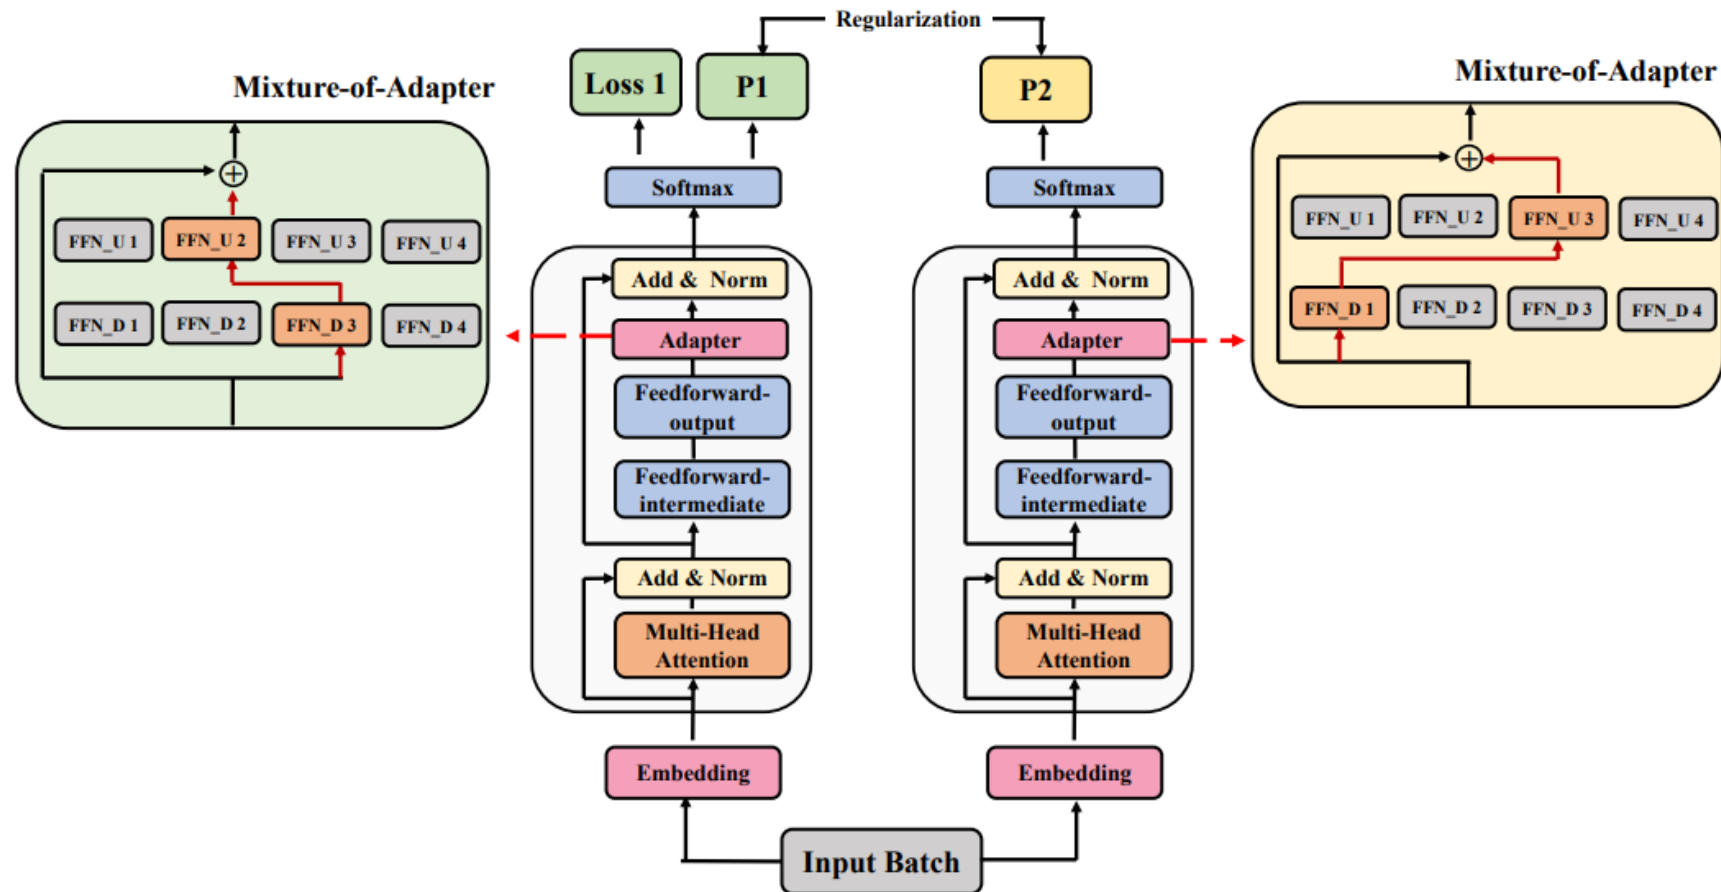 Regularization
Mixture-of-Adapter
Loss 1
P1
P2
Mixture-of-Adapter
Softmax
Softmax
FFN_U 1
FFN_U 2
FFN_U 3
FFN_U 4
FFN_D 1
FFN_D 2
FFN_D 3
FFN_D 4
Add & Norm
Adapter
Feedforward-
output
Feedforward-
intermediate
Add & Norm
Multi-Head
Attention
Embedding
Add & Norm
Adapter
Feedforward-
output
Feedforward-
intermediate
Add & Norm
Multi-Head
Attention
Embedding
FFN_U 1
FFN_U 2
FFN_U 3
FFN_U 4
FFN_D 1
FFN_D 2
FFN_D 3
FFN_D 4
Input Batch